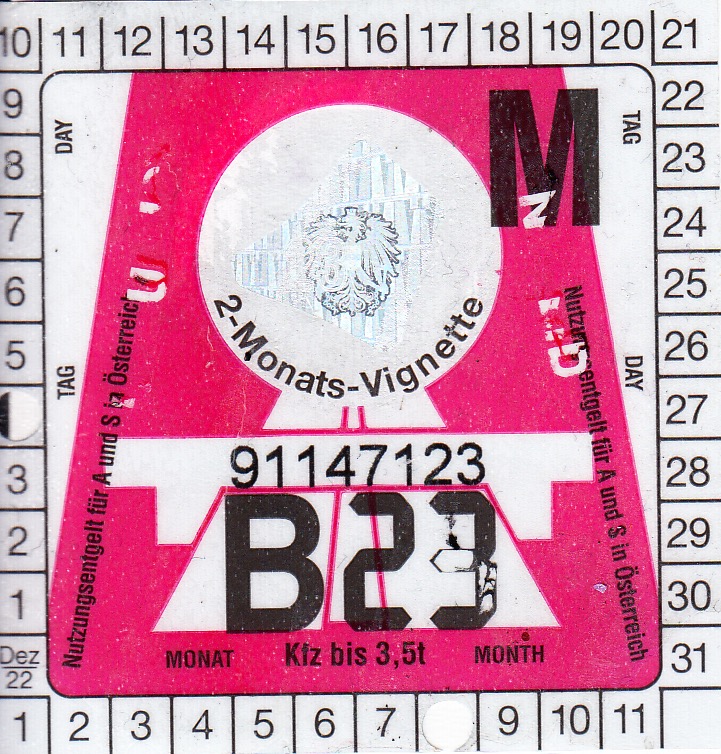 10 11 12 13 14 15 16 17 18 19 20 21
9 22
8 23
7 24
6 25
5 26
27
3 28
2 29
1 30
Dez 22 31
1 2 3 4 5 6 7 9 10 11
DAY
TAG
M
2-Monats-Vignette
TAG
DAY
Nutzungsentgelt für A und S in Österreich
Nutzungsentgelt für A und S in Österreich
91147123
B23
MONAT Kfz bis 3,5t MONTH